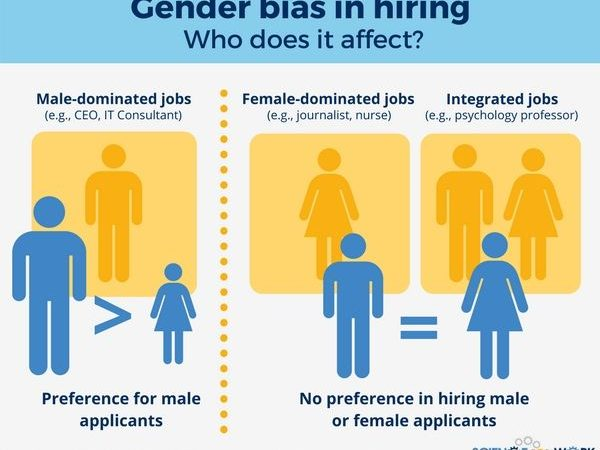 Gender bias in hiring
Who does it affect?
Male-dominated jobs
(e.g., CEO, IT Consultant)
Female-dominated jobs
(e.g., journalist, nurse)
Integrated jobs
(e.g., psychology professor)
>
=
Preference for male
applicants
No preference in hiring male
or female applicants